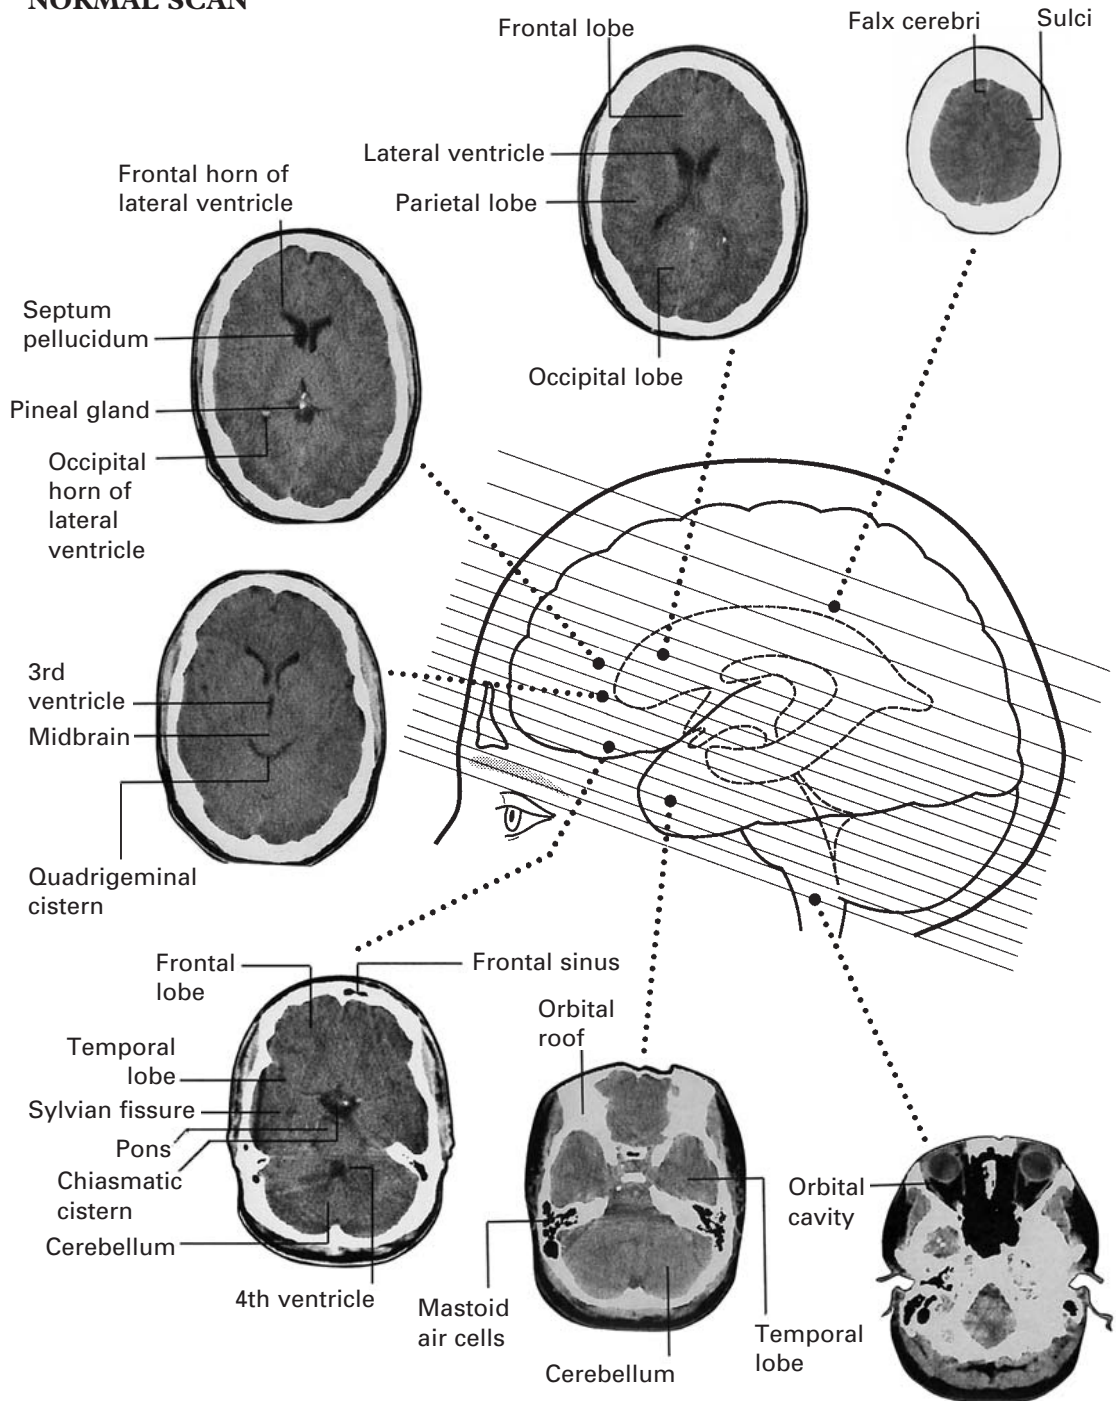 NORMAL SCAN
Frontal lobe
Falx cerebri
Sulci
Lateral ventricle
Parietal lobe
Occipital lobe
Frontal horn of
lateral ventricle
Septum
pellucidum
Pineal gland
Occipital
horn of
lateral
ventricle
3rd
ventricle
Midbrain
Quadrigeminal
cistern
Frontal
lobe
Frontal sinus
Temporal
lobe
Sylvian fissure
Pons
Chiasmatic
cistern
Cerebellum
4th ventricle
Orbital
roof
Mastoid
air cells
Cerebellum
Temporal
lobe
Orbital
cavity